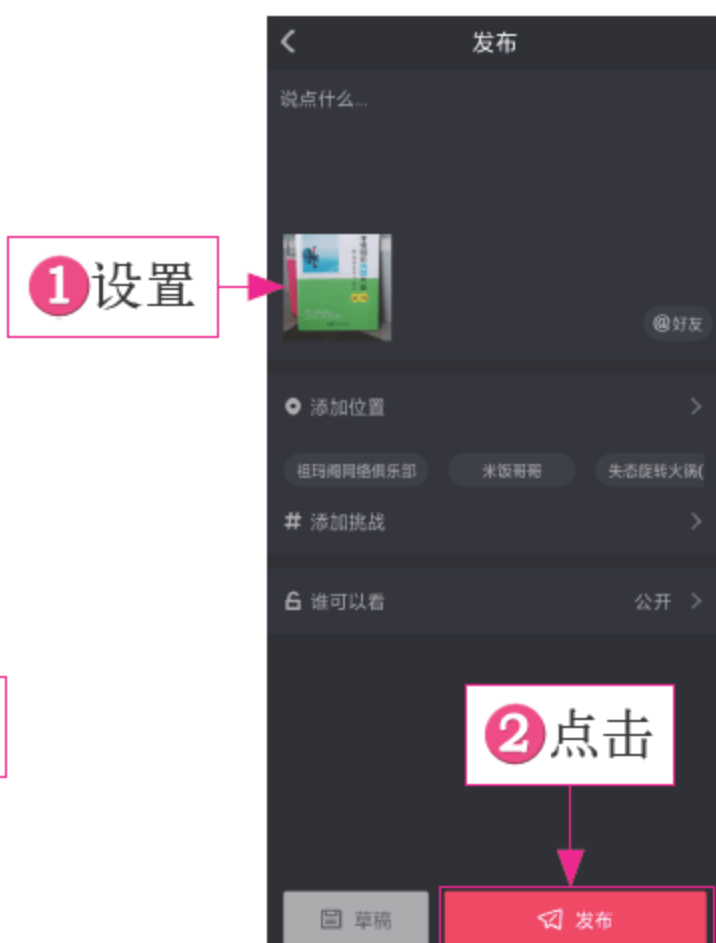 发布
说点什么...
1设置
@好友
添加位置
祖玛阁网络俱乐部 米饭哥哥 失态旋转火锅(
# 添加挑战
谁可以看 公开
2点击
草稿 发布